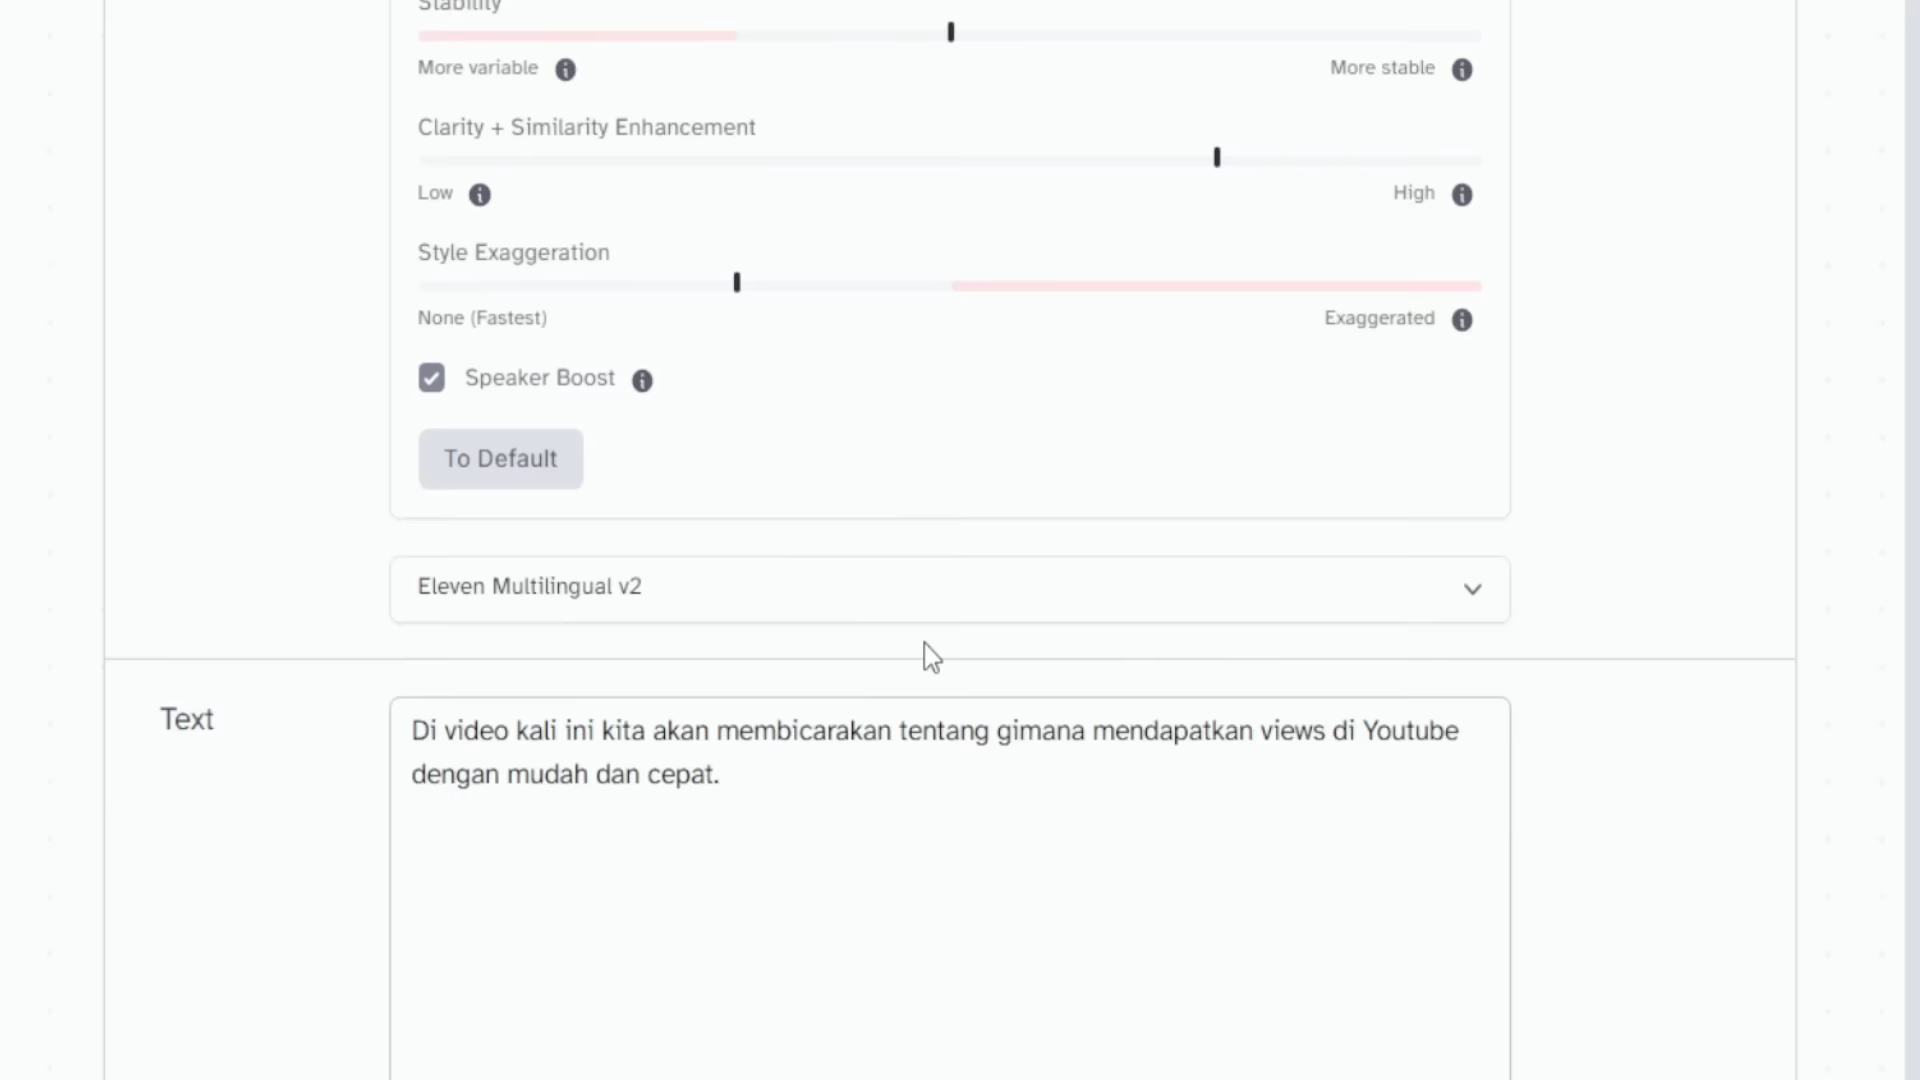 Stability
More variable
More stable
Clarity + Similarity Enhancement
Low
High
Style Exaggeration
None (Fastest)
Exaggerated
Speaker Boost
To Default
Eleven Multilingual v2
Text
Di video kali ini kita akan membicarakan tentang gimana mendapatkan views di Youtube
dengan mudah dan cepat.